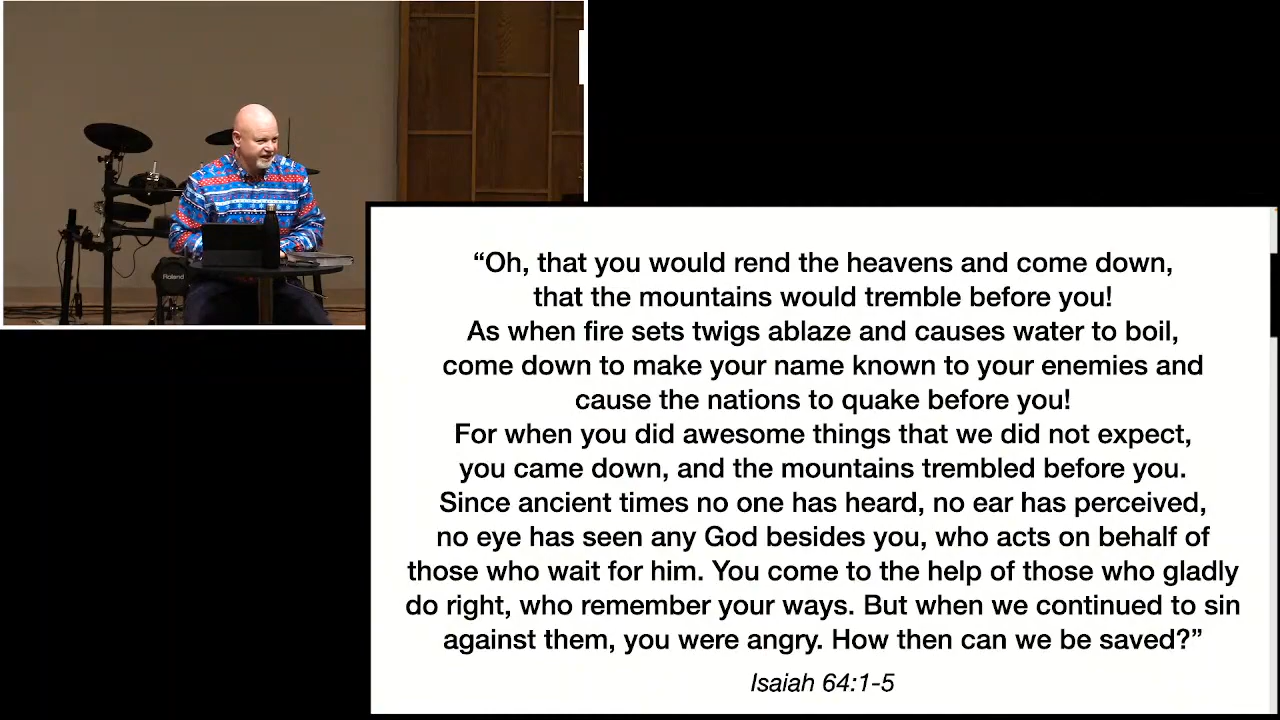 Roland
“Oh, that you would rend the heavens and come down,
that the mountains would tremble before you!
As when fire sets twigs ablaze and causes water to boil,
come down to make your name known to your enemies and
cause the nations to quake before you!
For when you did awesome things that we did not expect,
you came down, and the mountains trembled before you.
Since ancient times no one has heard, no ear has perceived,
no eye has seen any God besides you, who acts on behalf of
those who wait for him. You come to the help of those who gladly
do right, who remember your ways. But when we continued to sin
against them, you were angry. How then can we be saved?”
Isaiah 64:1-5